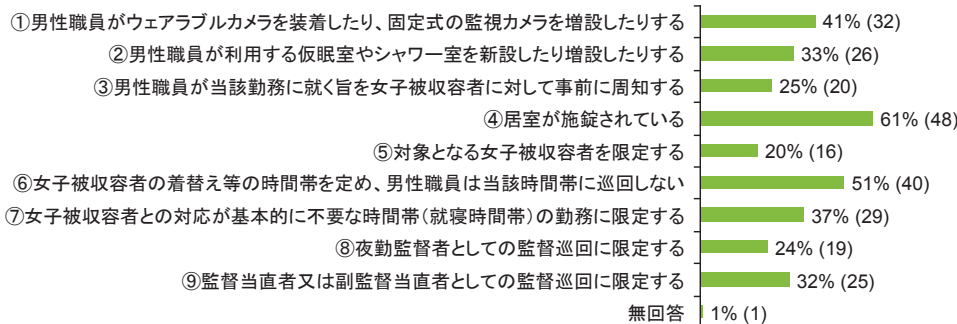 ①男性職員がウェアラブルカメラを装着したり、固定式の監視カメラを増設したりする 41% (32)
②男性職員が利用する仮眠室やシャワー室を新設したり増設したりする 33% (26)
③男性職員が当該勤務に就く旨を女子被収容者に対して事前に周知する 25% (20)
④居室が施錠されている 61% (48)
⑤対象となる女子被収容者を限定する 20% (16)
⑥女子被収容者の着替え等の時間帯を定め、男性職員は当該時間帯に巡回しない 51% (40)
⑦女子被収容者との対応が基本的に不要な時間帯(就寝時間帯)の勤務に限定する 37% (29)
⑧夜勤監督者としての監督巡回に限定する 24% (19)
⑨監督当直者又は副監督当直者としての監督巡回に限定する 32% (25)
無回答 1% (1)